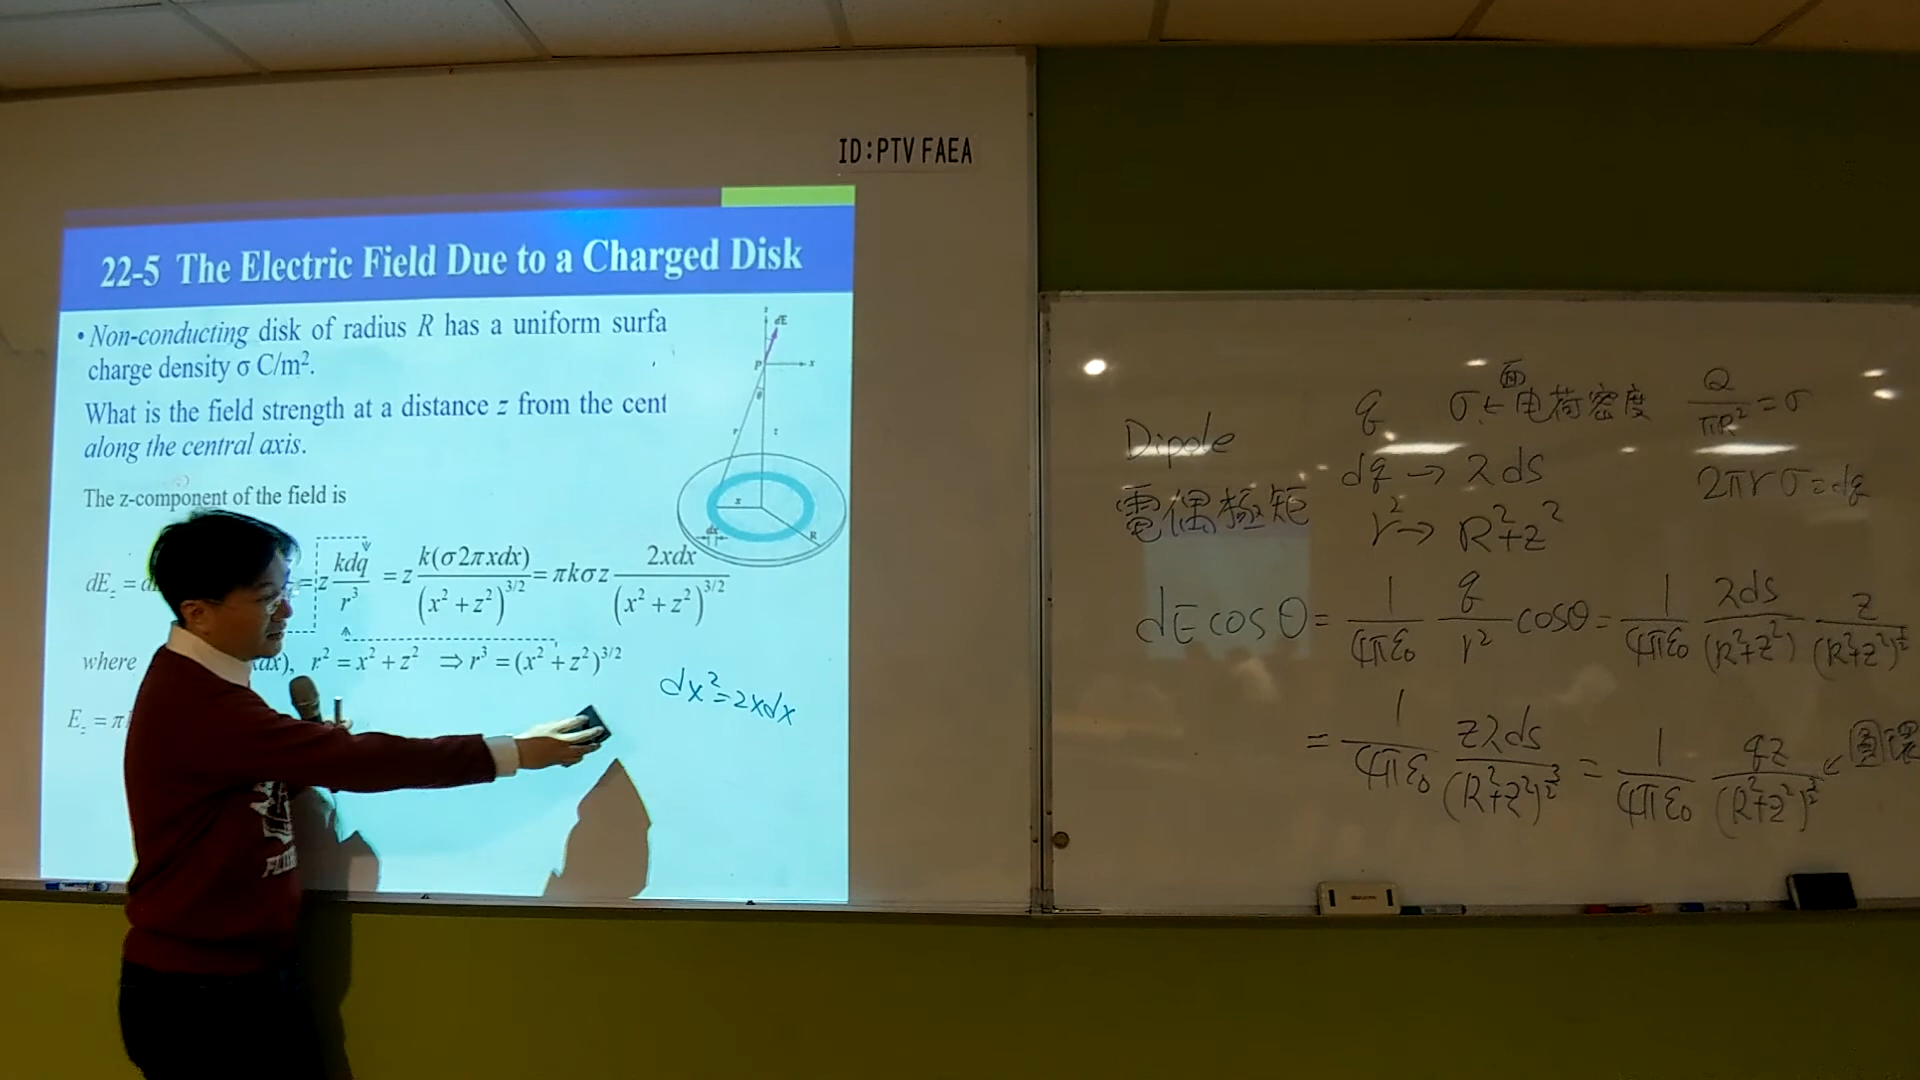 ID:PTV FAEA
22-5 The Electric Field Due to a Charged Disk
• Non-conducting disk of radius R has a uniform surfa
charge density σ C/m².
What is the field strength at a distance z from the cent
along the central axis.
The z-component of the field is
= z kdq / r³ = z k(σ2πxdx) / (x² + z²)^3/2 = πkσz 2xdx / (x² + z²)^3/2
where r² = x² + z² ⇒ r³ = (x² + z²)^3/2
E_z = π
dx² = 2xdx
dE
P
x
θ
r
z
x
dx
R
Dipole
電偶極矩
q σ ← 面电荷密度 Q / πR² = σ
dq → λds 2πrσ = dq
r² → R² + z²
dE cosθ = 1 / 4πε₀ q / r² cosθ = 1 / 4πε₀ λds / (R² + z²) z / (R² + z²)^1/2
= 1 / 4πε₀ zλds / (R² + z²)^3/2 = 1 / 4πε₀ qz / (R² + z²)^3/2 ← 圓環